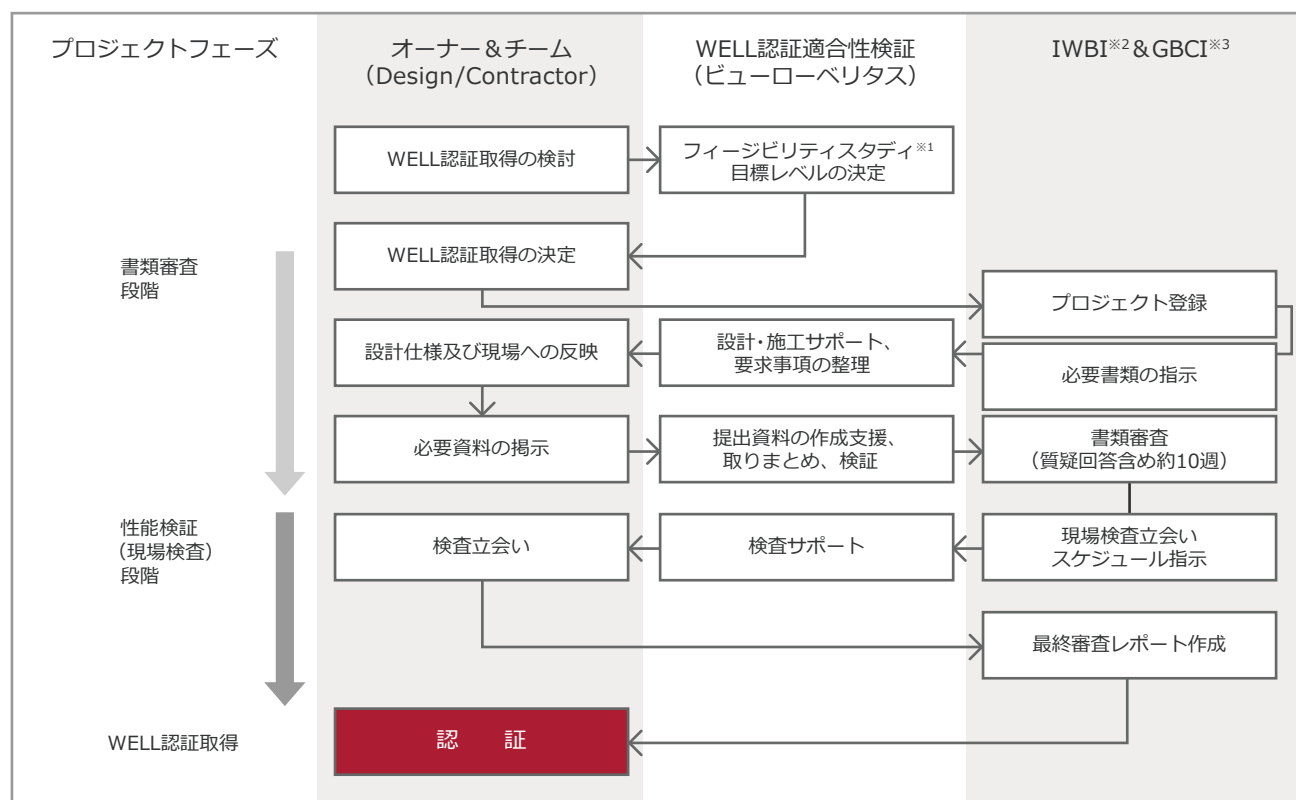 プロジェクトフェーズ
オーナー&チーム
(Design/Contractor)
WELL認証適合性検証
(ビューローベリタス)
IWBI※2&GBCI※3
WELL認証取得の検討
フィージビリティスタディ※1
目標レベルの決定
WELL認証取得の決定
書類審査
段階
プロジェクト登録
設計仕様及び現場への反映
設計・施工サポート、
要求事項の整理
必要書類の指示
必要資料の掲示
提出資料の作成支援、
取りまとめ、検証
書類審査
(質疑回答含め約10週)
性能検証
(現場検査)
段階
検査立会い
検査サポート
現場検査立会い
スケジュール指示
最終審査レポート作成
WELL認証取得
認 証